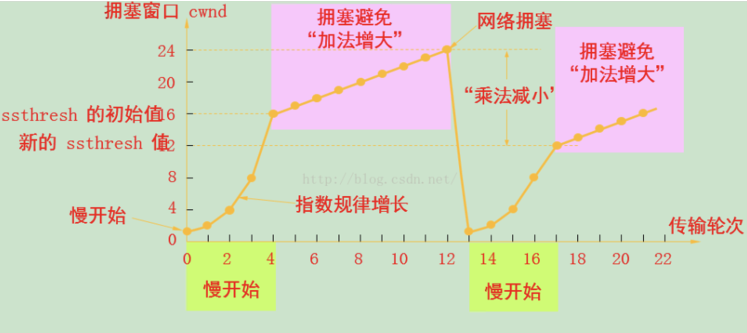 拥塞窗口 cwnd
拥塞避免
“加法增大”
网络拥塞
拥塞避免
“加法增大”
“乘法减小’
24
20
ssthresh 的初始值
16
新的 ssthresh 值
12
8
4
0
http://blog.csdn.net/
指数规律增长
慢开始
传输轮次
0 2 4 6 8 10 12 14 16 18 20 22
慢开始
慢开始